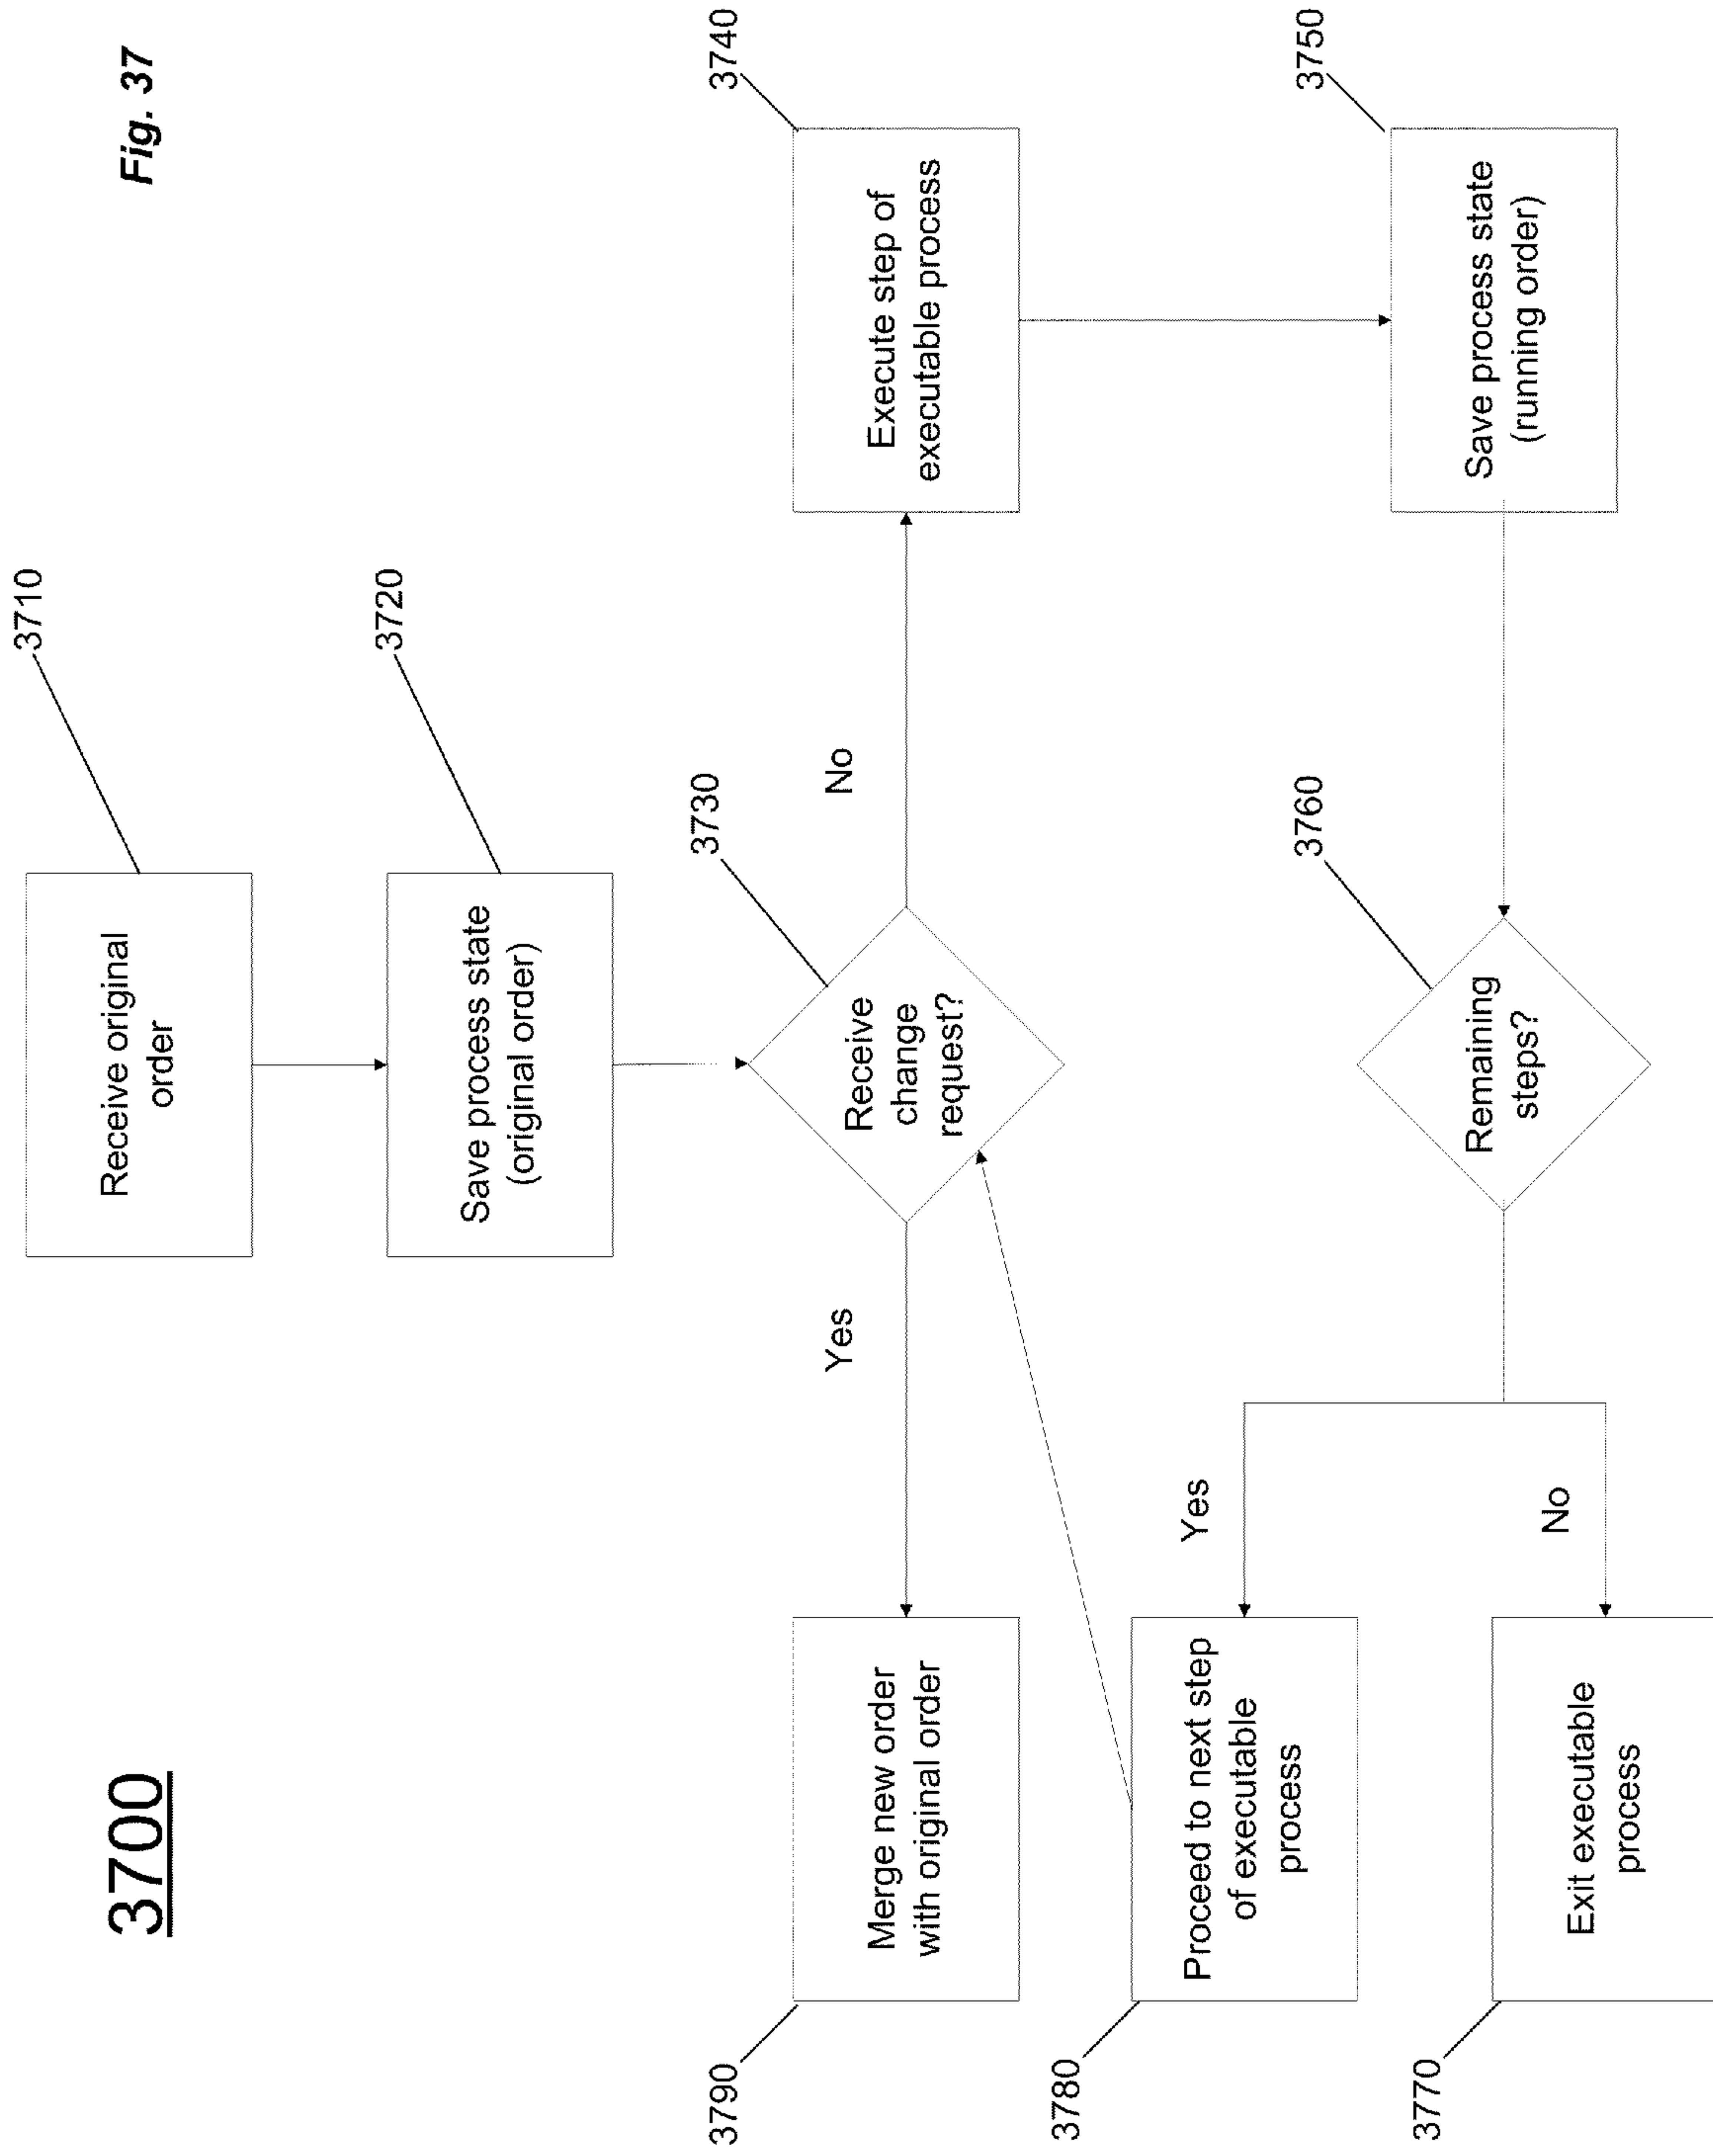 3700
Fig. 37
3710
Receive original
order
3720
Save process state
(original order)
3730
Receive
change
request?
Yes
No
3790
Merge new order
with original order
3740
Execute step of
executable process
3780
Proceed to next step
of executable
process
Yes
3750
Save process state
(running order)
3760
Remaining
steps?
No
3770
Exit executable
process